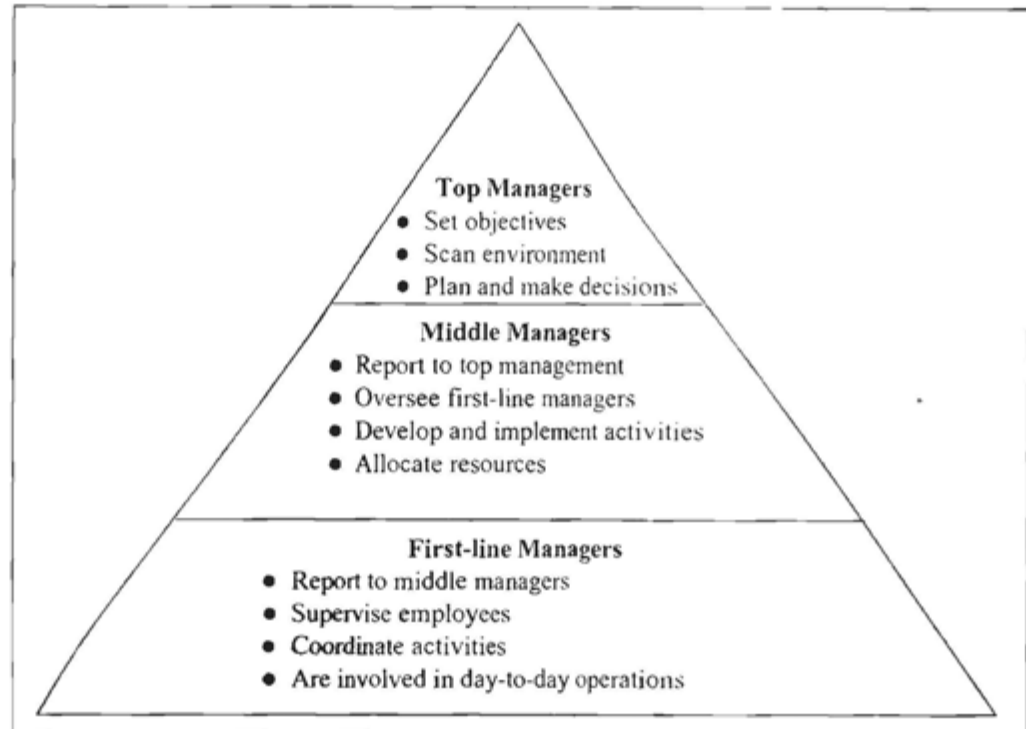 Top Managers
● Set objectives
● Scan environment
● Plan and make decisions
Middle Managers
● Report to top management
● Oversee first-line managers
● Develop and implement activities
● Allocate resources
First-line Managers
● Report to middle managers
● Supervise employees
● Coordinate activities
● Are involved in day-to-day operations